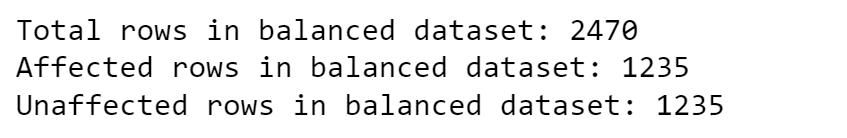 Total rows in balanced dataset: 2470
Affected rows in balanced dataset: 1235
Unaffected rows in balanced dataset: 1235